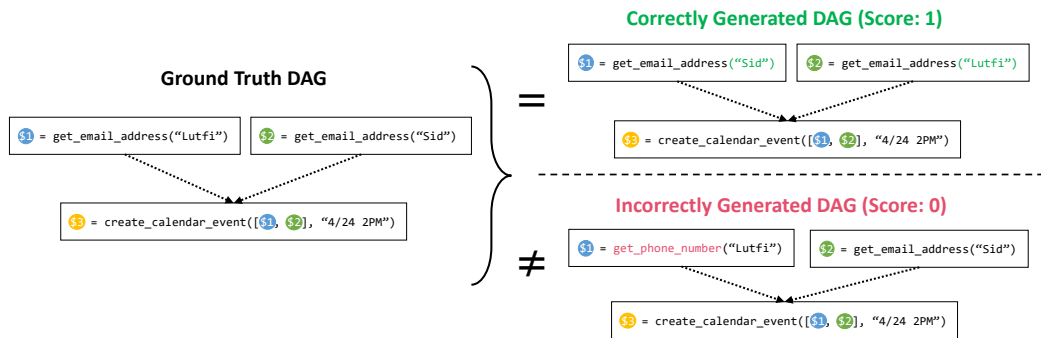 Ground Truth DAG
$1 = get_email_address(“Lutfi”)
$2 = get_email_address(“Sid”)
$3 = create_calendar_event([$1, $2], “4/24 2PM”)
=
≠
Correctly Generated DAG (Score: 1)
$1 = get_email_address(“Sid”)
$2 = get_email_address(“Lutfi”)
$3 = create_calendar_event([$1, $2], “4/24 2PM”)
Incorrectly Generated DAG (Score: 0)
$1 = get_phone_number(“Lutfi”)
$2 = get_email_address(“Sid”)
$3 = create_calendar_event([$1, $2], “4/24 2PM”)